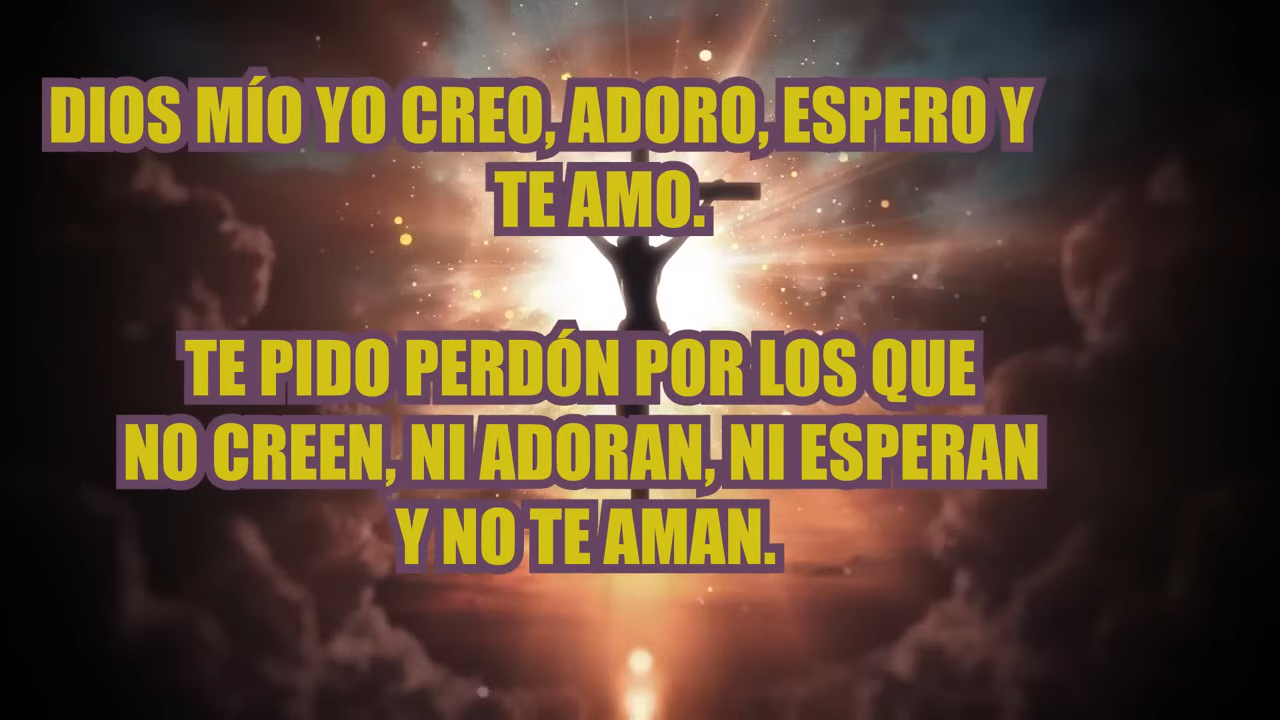 DIOS MÍO YO CREO, ADORO, ESPERO Y
TE AMO.
TE PIDO PERDÓN POR LOS QUE
NO CREEN, NI ADORAN, NI ESPERAN
Y NO TE AMAN.